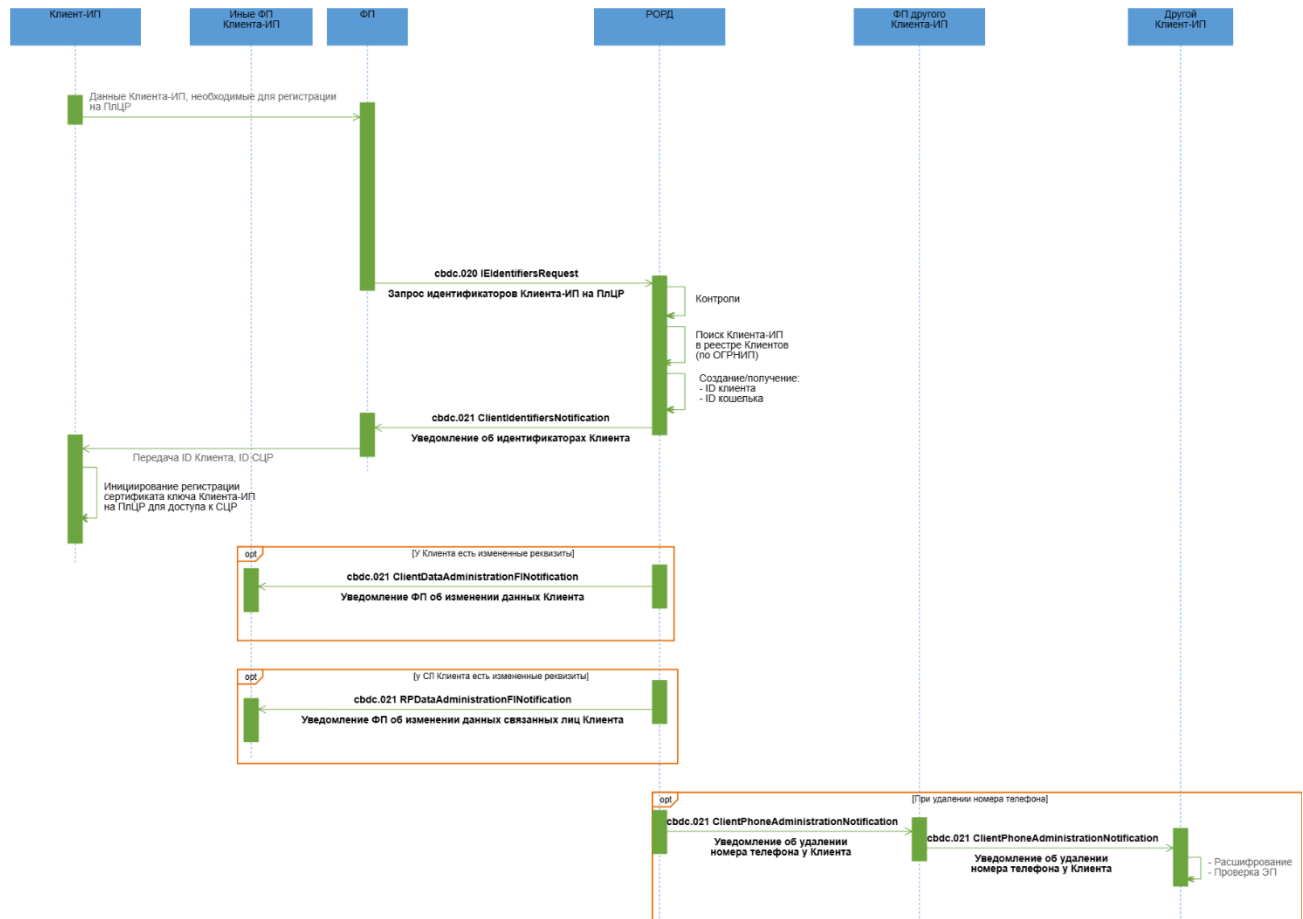 Клиент-ИП
Иные ФП
Клиента-ИП
ФП
РОРД
ФП другого
Клиента-ИП
Другой
Клиент-ИП
Данные Клиента-ИП, необходимые для регистрации
на ПлЦР
cbdc.020 IEIdentifiersRequest
Запрос идентификаторов Клиента-ИП на ПлЦР
Контроли
Поиск Клиента-ИП
в реестре Клиентов
(по ОГРНИП)
Создание/получение:
- ID клиента
- ID кошелька
cbdc.021 ClientIdentifiersNotification
Уведомление об идентификаторах Клиента
Передача ID Клиента, ID СЦР
Инициирование регистрации
сертификата ключа Клиента-ИП
на ПлЦР для доступа к СЦР
opt
[У Клиента есть измененные реквизиты]
cbdc.021 ClientDataAdministrationFINotification
Уведомление ФП об изменении данных Клиента
opt
[у СЛ Клиента есть измененные реквизиты]
cbdc.021 RPDataAdministrationFINotification
Уведомление ФП об изменении данных связанных лиц Клиента
opt
[При удалении номера телефона]
cbdc.021 ClientPhoneAdministrationNotification
Уведомление об удалении
номера телефона у Клиента
cbdc.021 ClientPhoneAdministrationNotification
Уведомление об удалении
номера телефона у Клиента
- Расшифрование
- Проверка ЭП